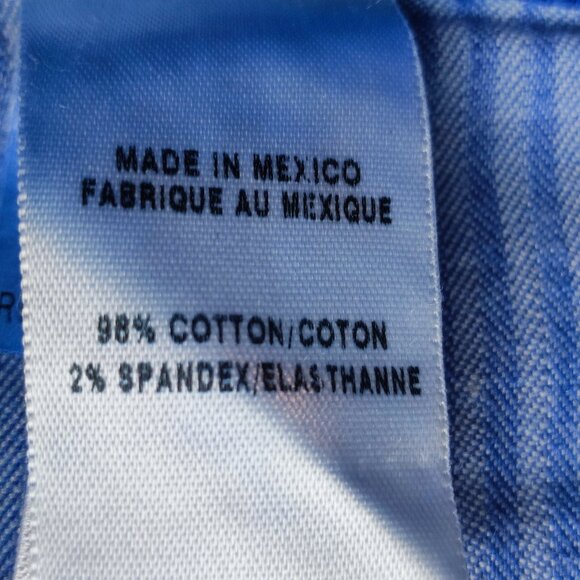 MADE IN MEXICO
FABRIQUE AU MEXIQUE
98% COTTON/COTON
2% SPANDEX/ELASTHANNE